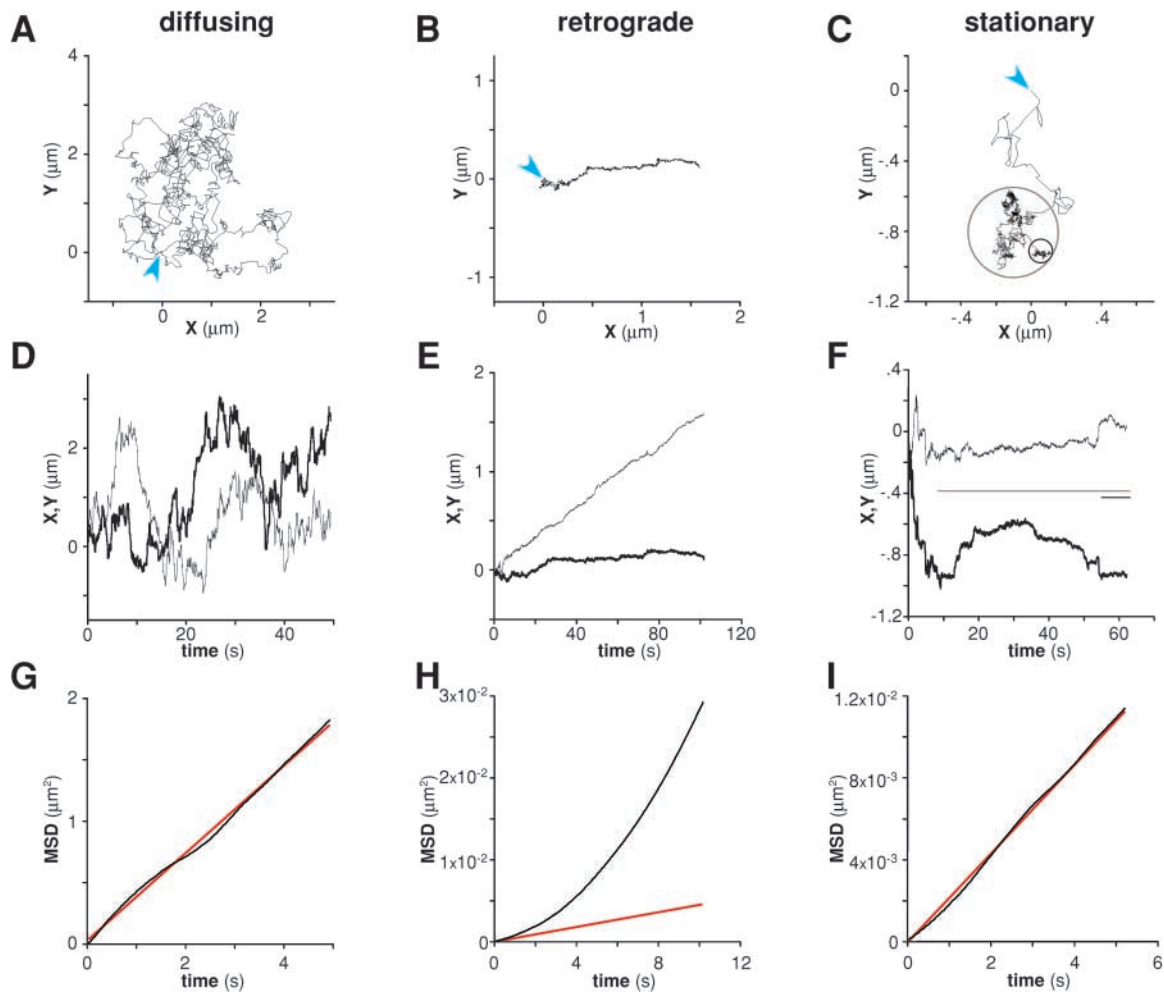 A diffusing
B retrograde
C stationary
4
2
0
Y (μm)
0 2
X (μm)
1
0
-1
Y (μm)
0 1 2
X (μm)
0
-.4
-.8
-1.2
Y (μm)
-.4 0 .4
X (μm)
D
2
0
X,Y (μm)
0 20 40
time (s)
E
2
1
0
X,Y (μm)
0 40 80 120
time (s)
F
.4
0
-.4
-.8
-1.2
X,Y (μm)
0 20 40 60
time (s)
G
2
1
0
MSD (μm²)
0 2 4
time (s)
H
3x10⁻²
2x10⁻²
1x10⁻²
0
MSD (μm²)
0 4 8 12
time (s)
I
1.2x10⁻²
8x10⁻³
4x10⁻³
0
MSD (μm²)
0 2 4 6
time (s)